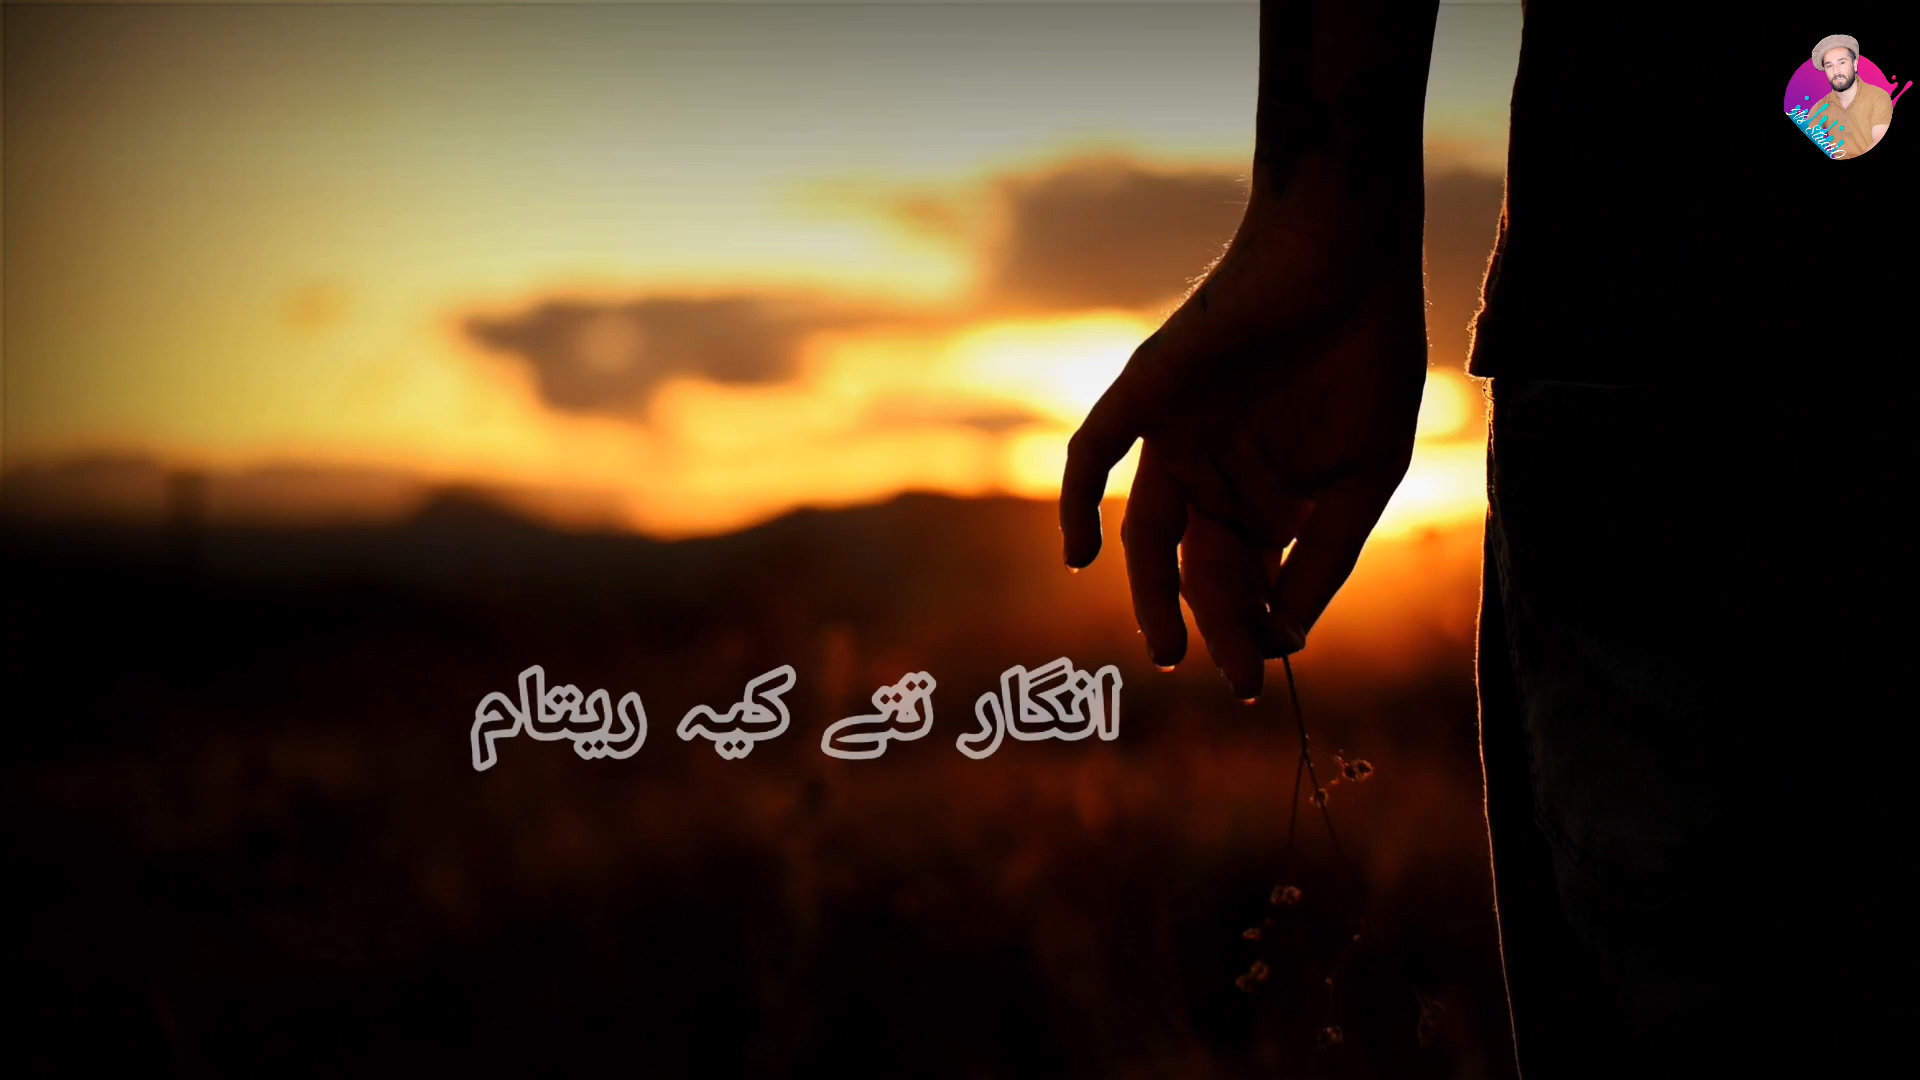 انگار تتے کیہ ریتام